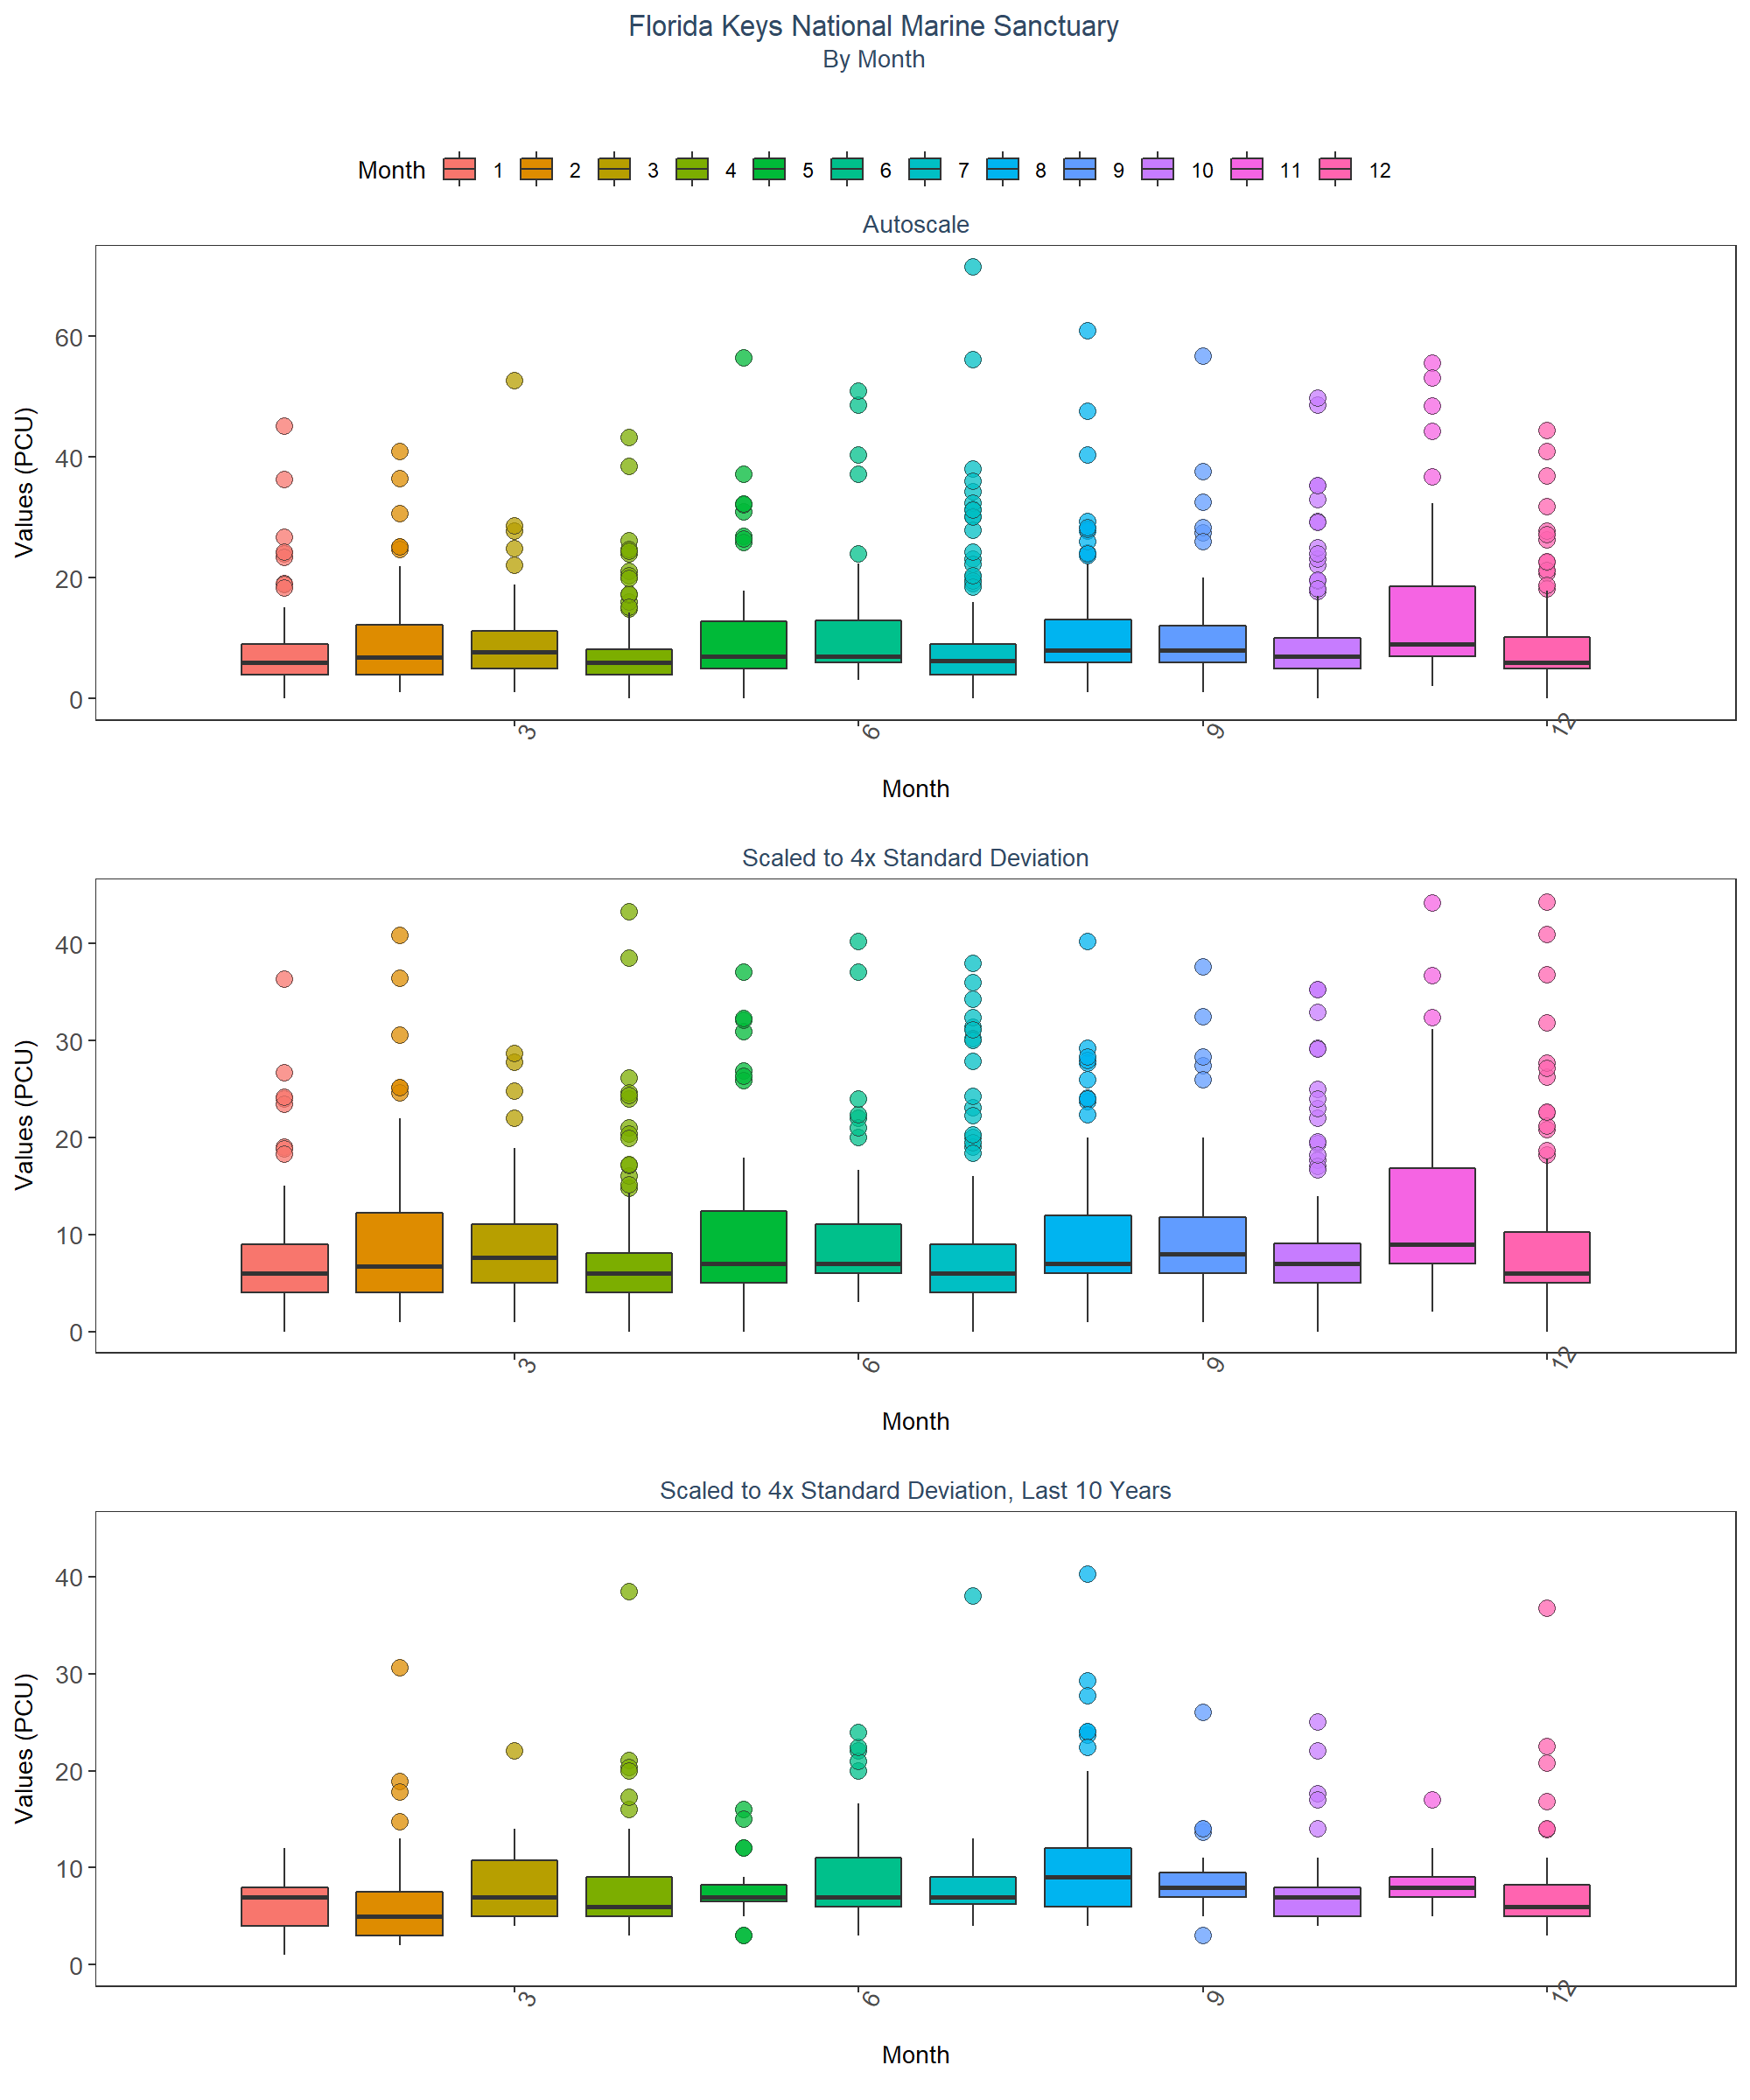 Florida Keys National Marine Sanctuary
By Month
Month 1 2 3 4 5 6 7 8 9 10 11 12
Autoscale
Values (PCU)
60
40
20
0
3 6 9 12
Month
Scaled to 4x Standard Deviation
Values (PCU)
40
30
20
10
0
3 6 9 12
Month
Scaled to 4x Standard Deviation, Last 10 Years
Values (PCU)
40
30
20
10
0
3 6 9 12
Month